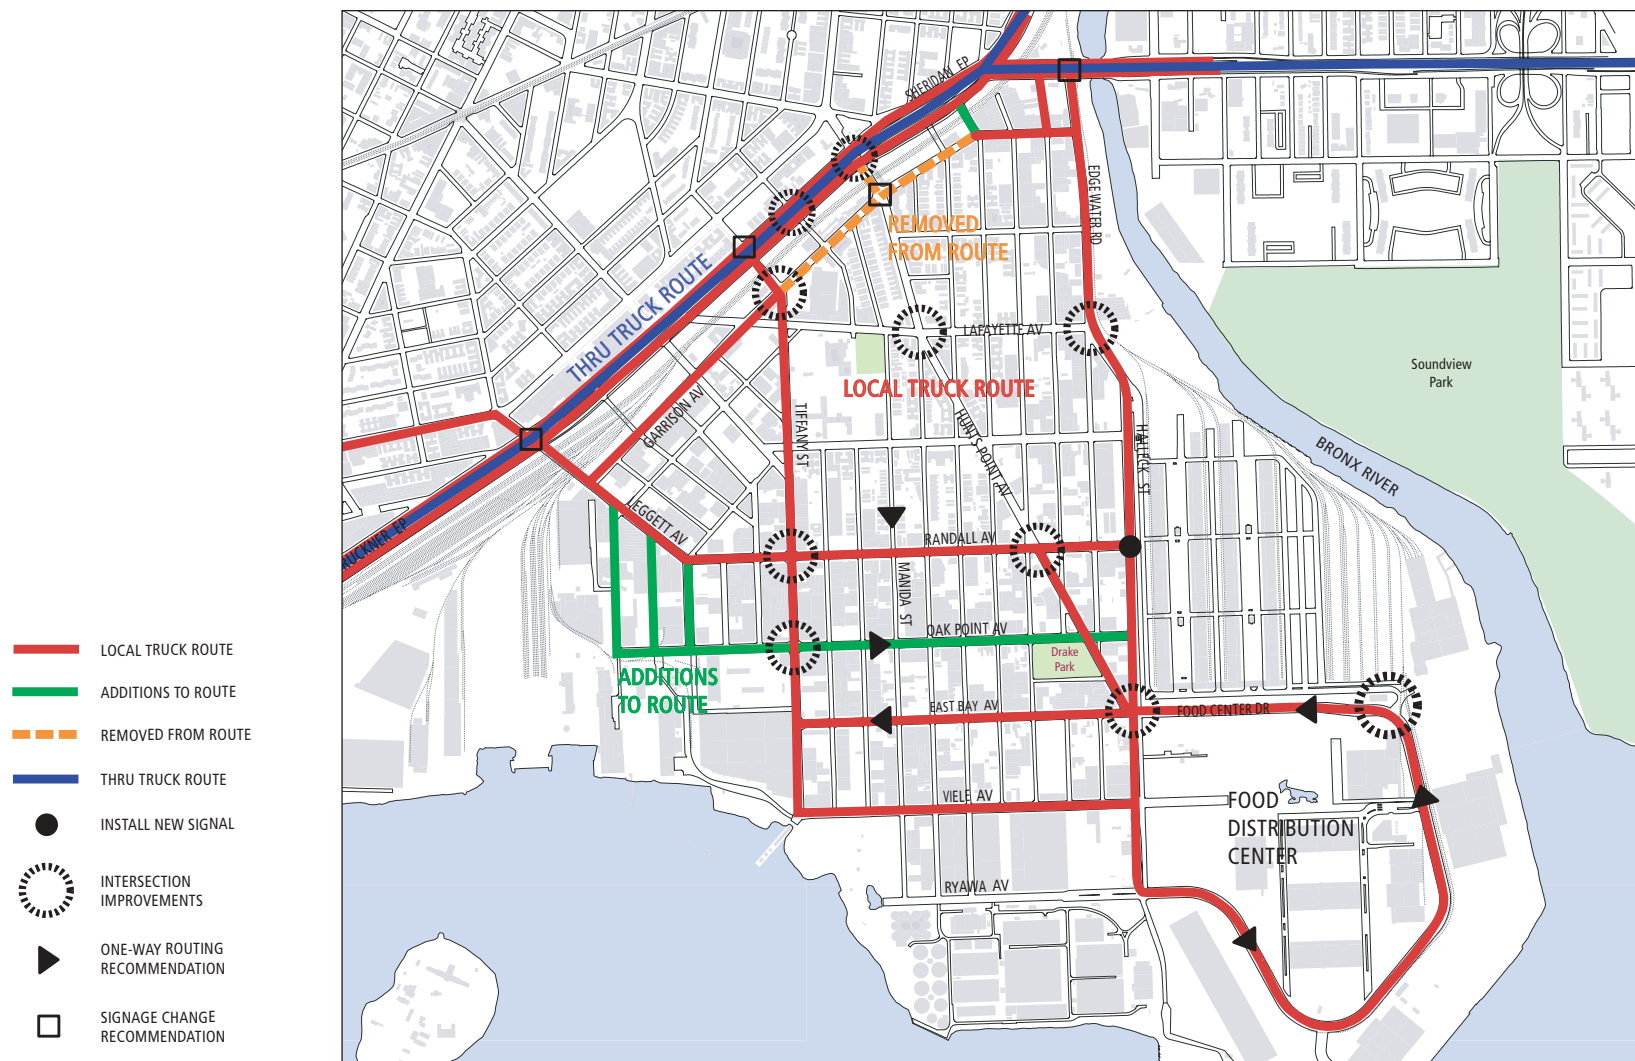 SHERIDAN EP
EDGEWATER RD
REMOVED
FROM ROUTE
THRU TRUCK ROUTE
LAFAYETTE AV
Soundview
Park
LOCAL TRUCK ROUTE
GARRISON AV
TIFFANY ST
HUNTS POINT AV
HALLECK ST
BRONX RIVER
LEGGETT AV
RUCKNER EP
RANDALL AV
MANIDA ST
OAK POINT AV
Drake
Park
ADDITIONS
TO ROUTE
EAST BAY AV
FOOD CENTER DR
VIELE AV
FOOD
DISTRIBUTION
CENTER
RYAWA AV
LOCAL TRUCK ROUTE
ADDITIONS TO ROUTE
REMOVED FROM ROUTE
THRU TRUCK ROUTE
INSTALL NEW SIGNAL
INTERSECTION
IMPROVEMENTS
ONE-WAY ROUTING
RECOMMENDATION
SIGNAGE CHANGE
RECOMMENDATION